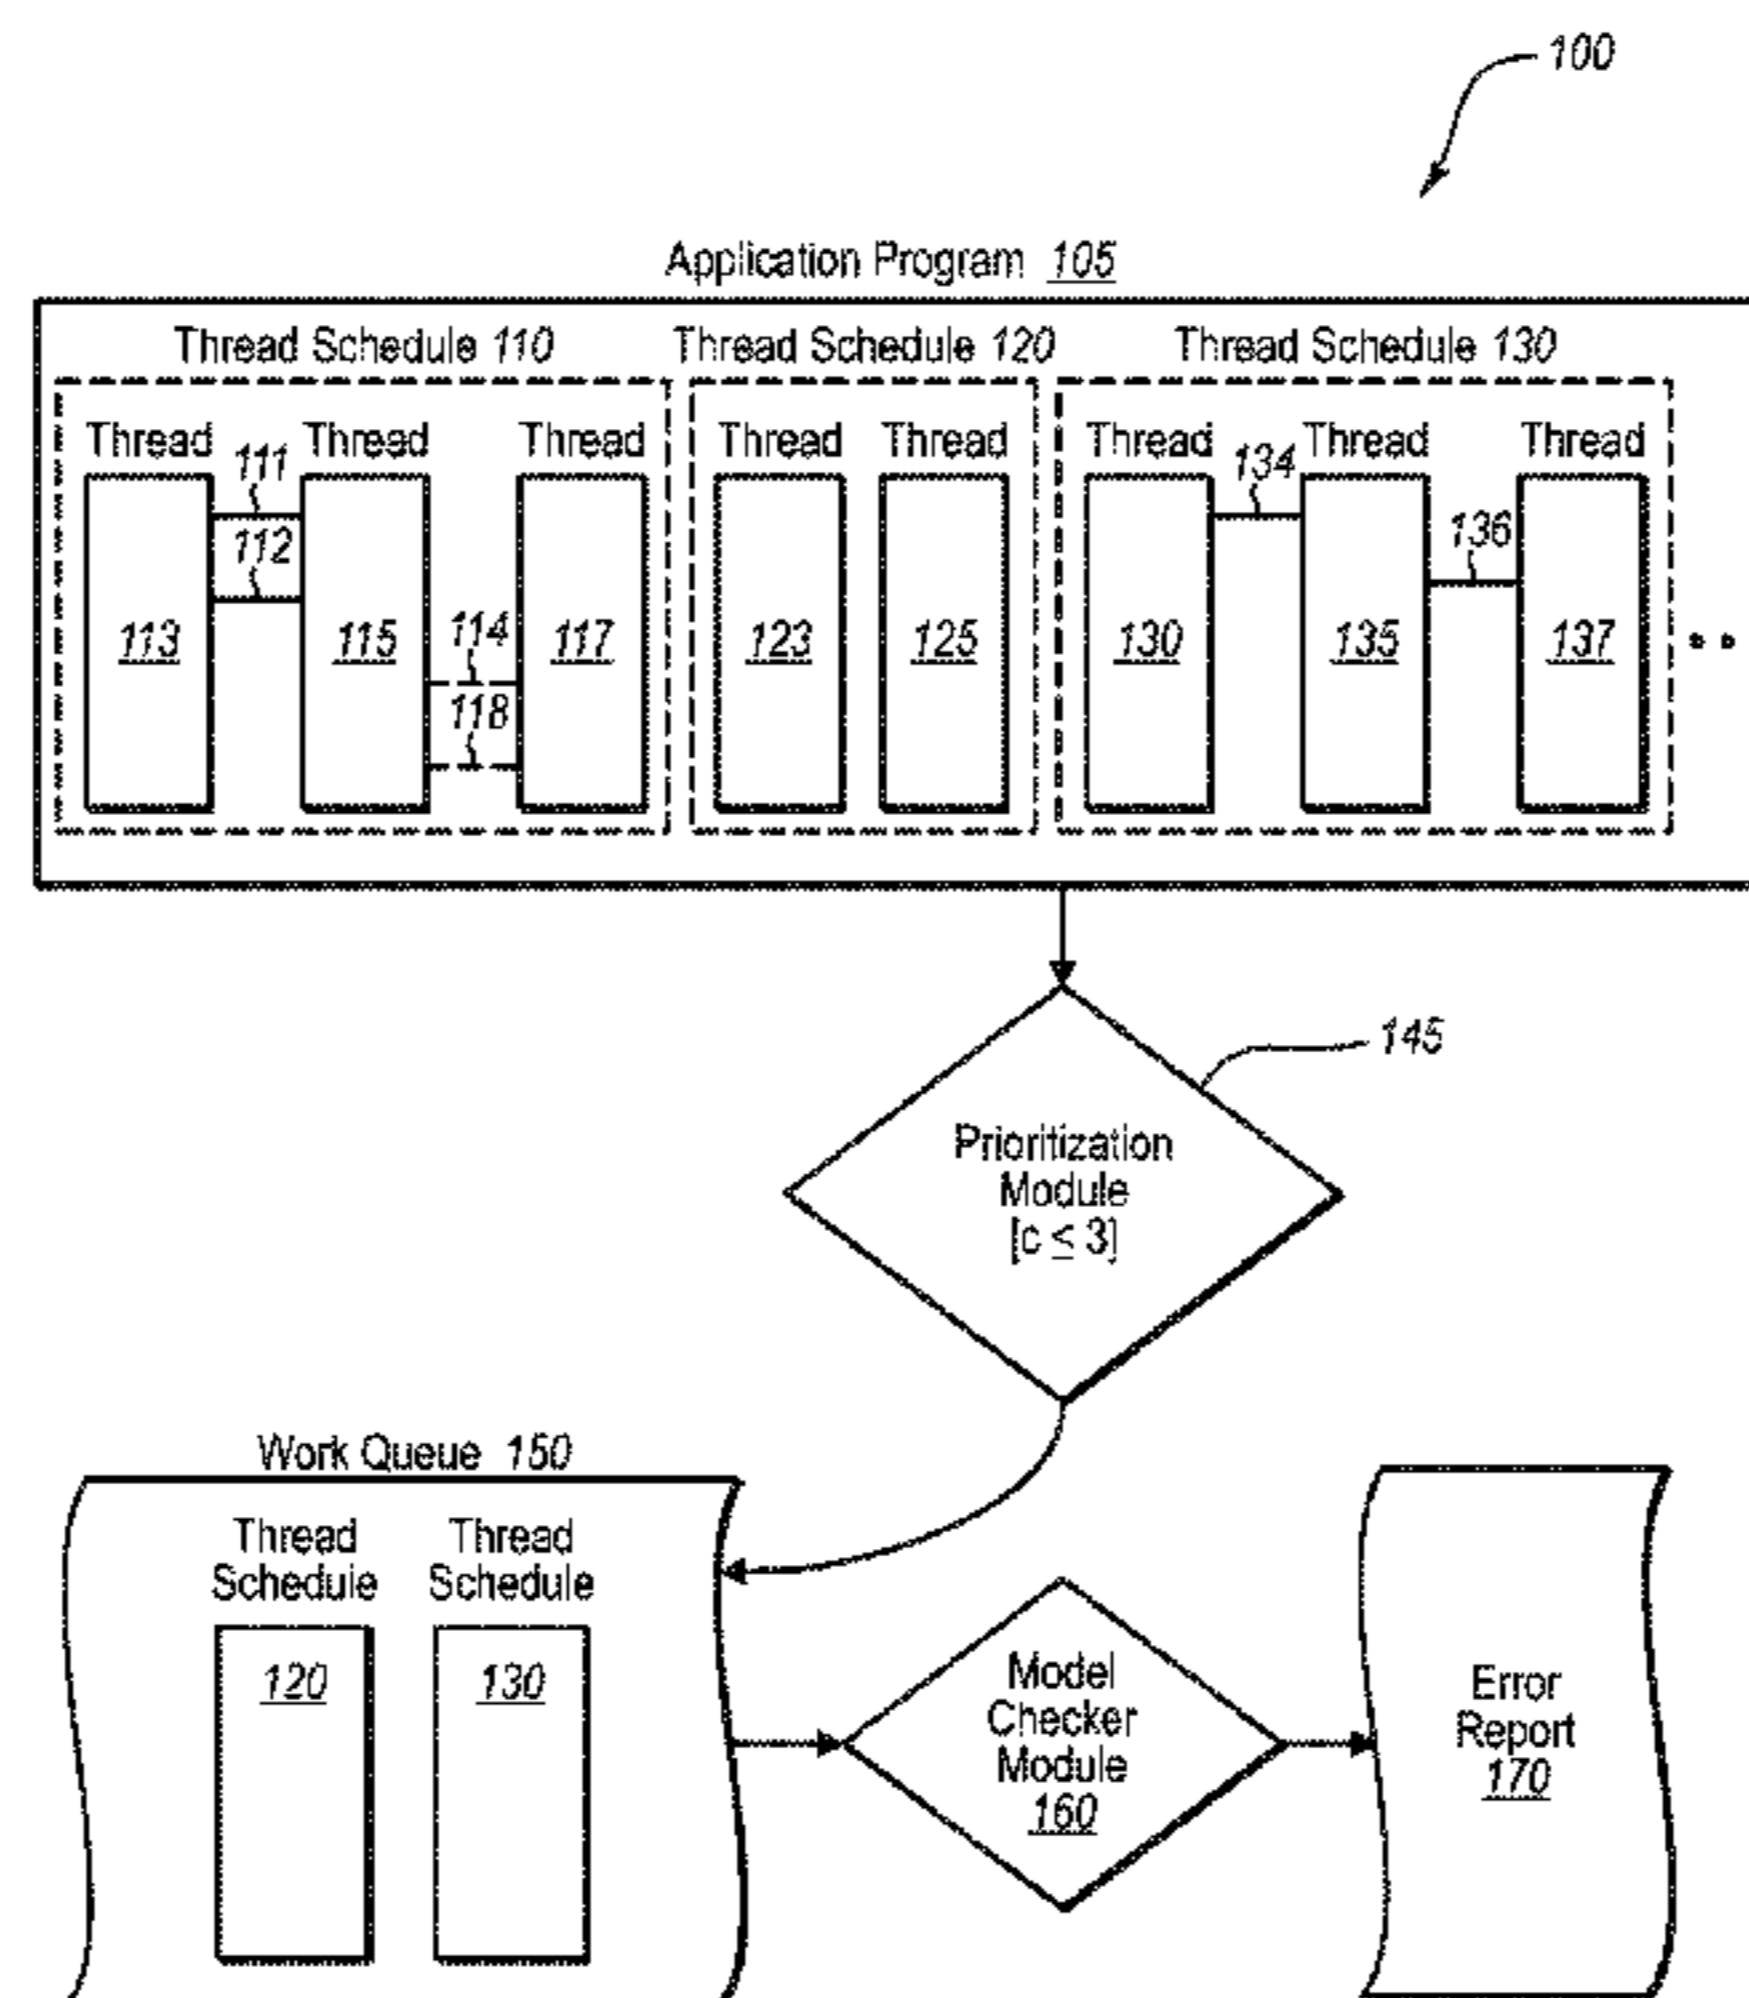 100
Application Program 105
Thread Schedule 110 Thread Schedule 120 Thread Schedule 130
Thread Thread Thread Thread Thread Thread Thread Thread
111 134
112 136
113 115 114 117 123 125 130 135 137
118
145
Prioritization
Module
[c ≤ 3]
Work Queue 150
Thread Thread
Schedule Schedule
120 130
Model
Checker
Module
160
Error
Report
170